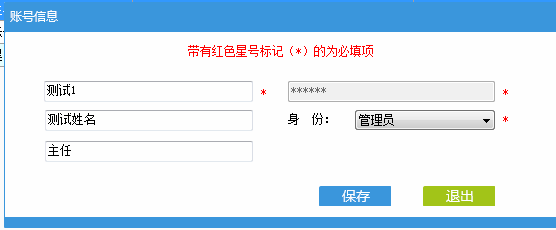 账号信息
带有红色星号标记（*）的为必填项
测试1 * ****** *
测试姓名 身 份： 管理员 *
主任
保存 退出